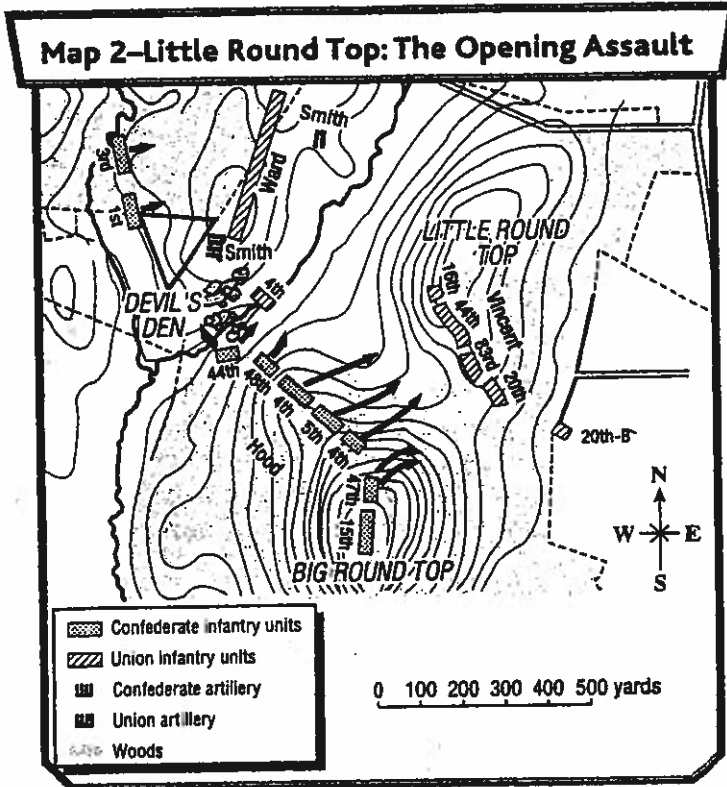 Map 2–Little Round Top: The Opening Assault
Smith
3rd
Ward
1st
LITTLE ROUND
TOP
Smith
4th
16th
44th
Vincent
83rd
20th
DEVIL'S
DEN
44th
48th
4th
5th
4th
Hood
20th-B
47th
15th
N
W
E
S
BIG ROUND TOP
Confederate infantry units
Union infantry units
Confederate artillery
Union artillery
Woods
0 100 200 300 400 500 yards